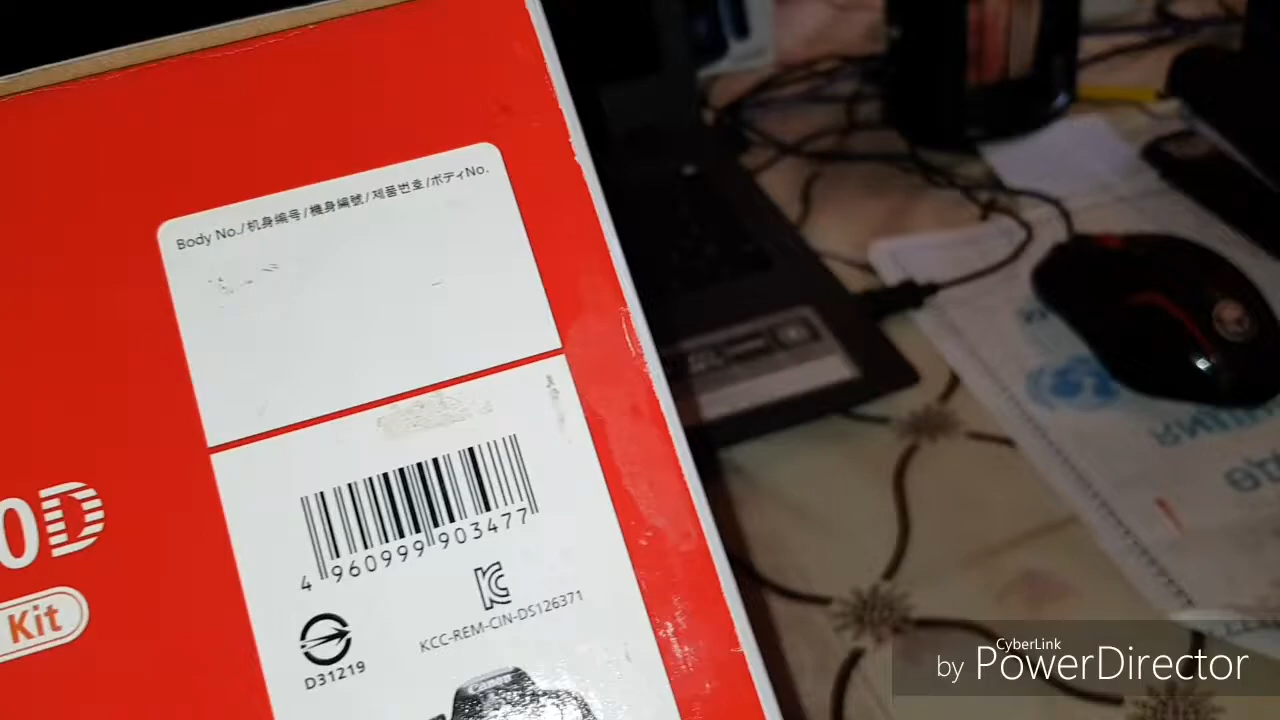 Body No./机身编号/機身編號/제품번호/ボディNo.
0D
Kit
4 960999 903477
KCC-REM-CIN-DS126371
D31219
CyberLink
by PowerDirector